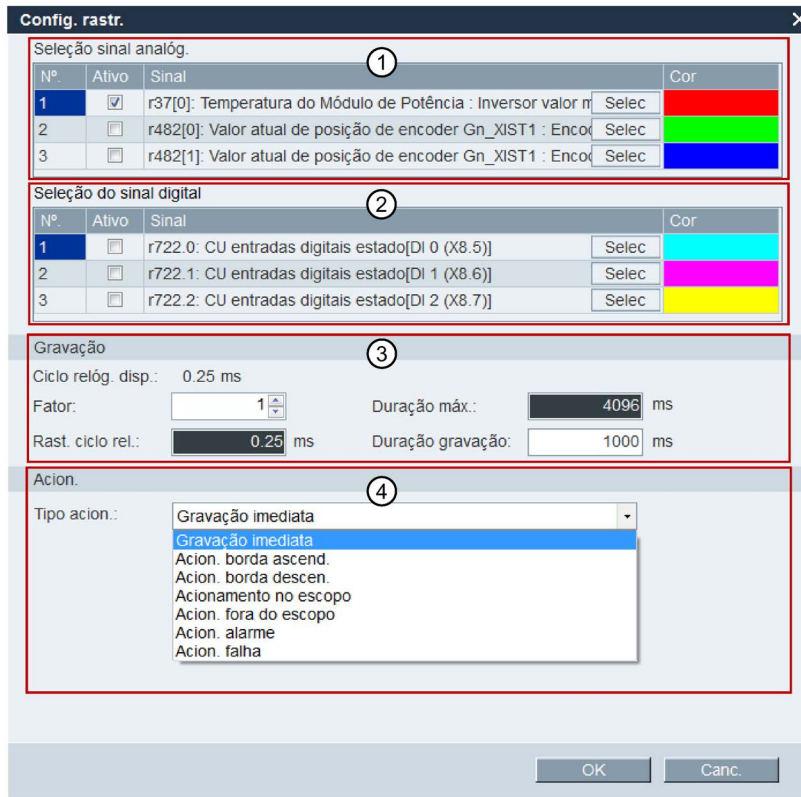 Config. rastr.
Seleção sinal analóg.
1
Nº. Ativo Sinal Cor
1 r37[0]: Temperatura do Módulo de Potência : Inversor valor m Selec
2 r482[0]: Valor atual de posição de encoder Gn_XIST1 : Encod Selec
3 r482[1]: Valor atual de posição de encoder Gn_XIST1 : Encod Selec
Seleção do sinal digital
2
Nº. Ativo Sinal Cor
1 r722.0: CU entradas digitais estado[DI 0 (X8.5)] Selec
2 r722.1: CU entradas digitais estado[DI 1 (X8.6)] Selec
3 r722.2: CU entradas digitais estado[DI 2 (X8.7)] Selec
Gravação
3
Ciclo relóg. disp.: 0.25 ms
Fator: 1 Duração máx.: 4096 ms
Rast. ciclo rel.: 0.25 ms Duração gravação: 1000 ms
Acion.
4
Tipo acion.: Gravação imediata
Gravação imediata
Acion. borda ascend.
Acion. borda descen.
Acionamento no escopo
Acion. fora do escopo
Acion. alarme
Acion. falha
OK Canc.